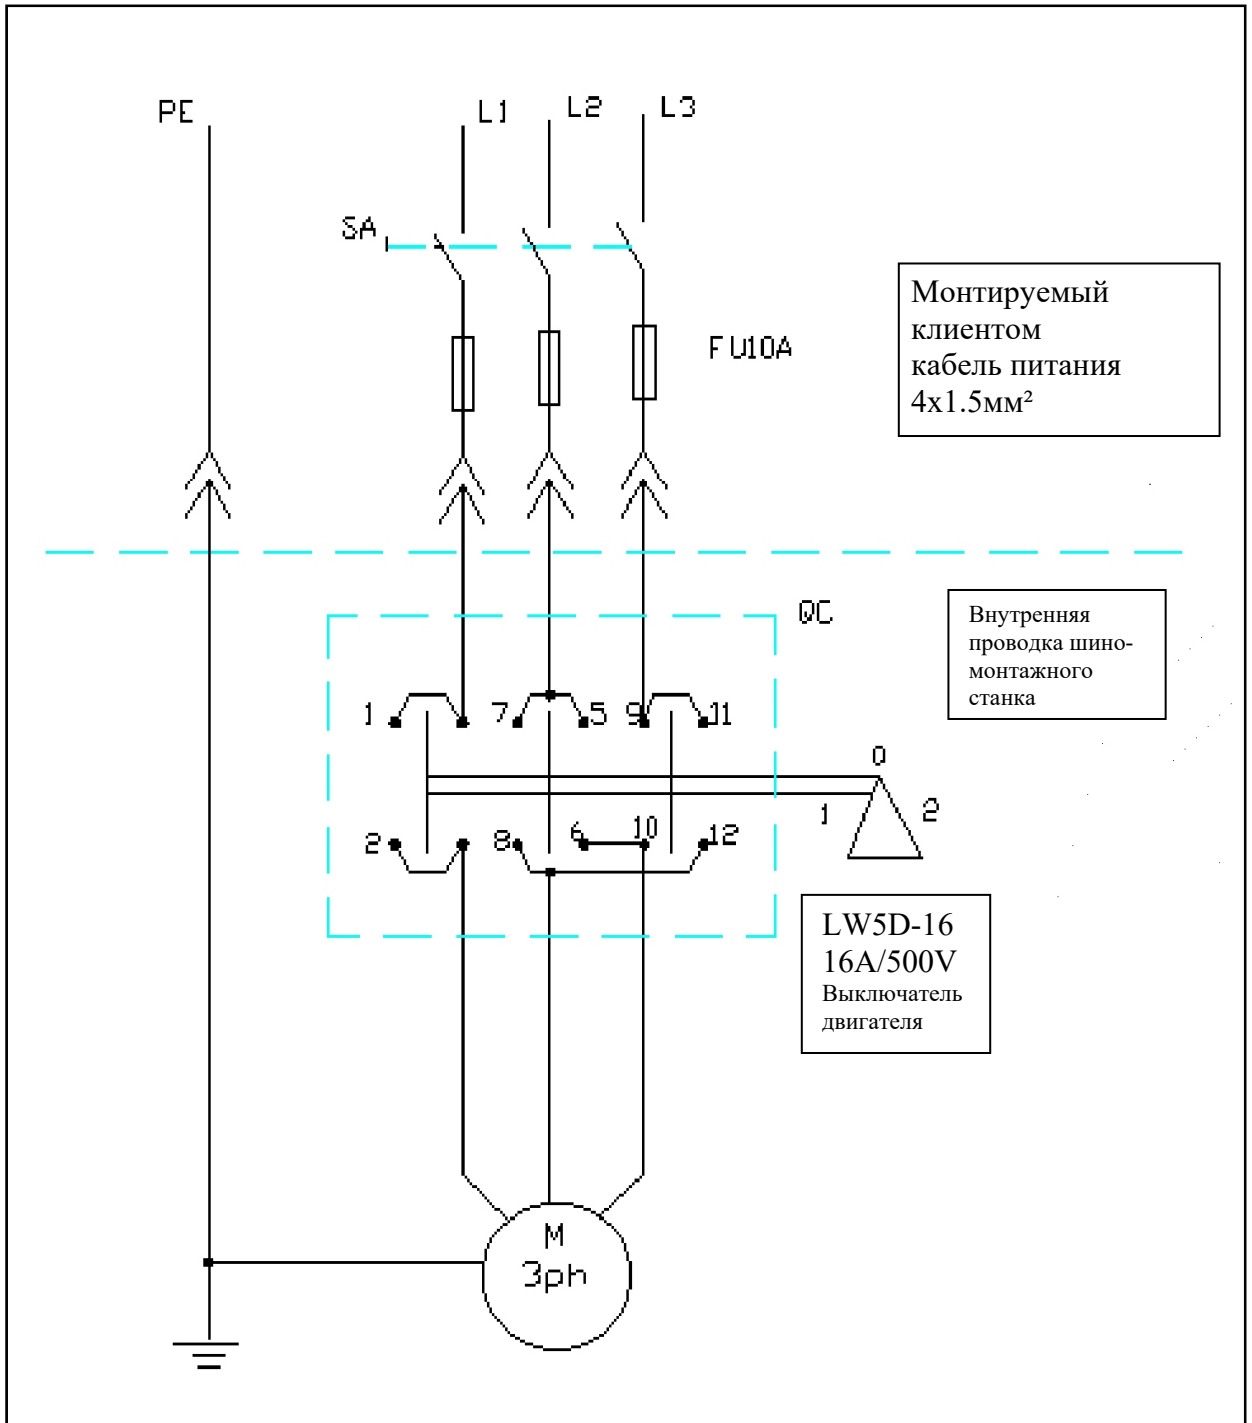 PE
L1
L2
L3
SA
FU10A
Монтируемый
клиентом
кабель питания
4х1.5мм²
QC
Внутренняя
проводка шино-
монтажного
станка
1
7
5
9
11
0
1
2
2
8
6
10
12
LW5D-16
16A/500V
Выключатель
двигателя
M
3ph